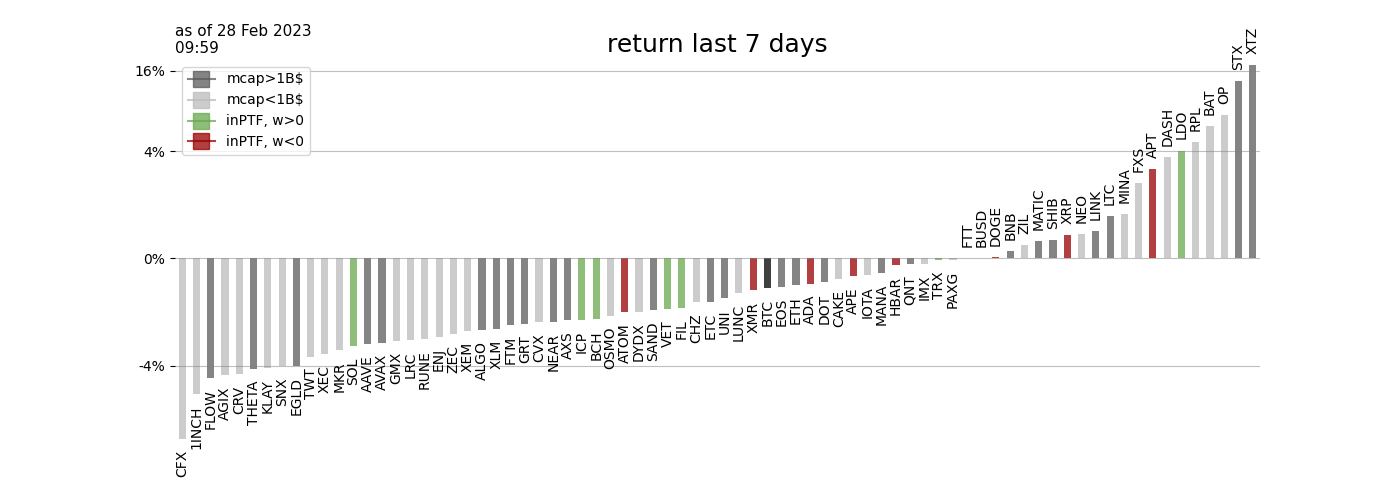 as of 28 Feb 2023
09:59
return last 7 days
mcap>1B$
mcap<1B$
inPTF, w>0
inPTF, w<0
16%
4%
0%
-4%
CFX
1INCH
FLOW
AGIX
CRV
THETA
KLAY
SNX
EGLD
TWT
XEC
MKR
SOL
AAVE
AVAX
GMX
LRC
RUNE
ENJ
ZEC
XEM
ALGO
XLM
FTM
GRT
CVX
NEAR
AXS
ICP
BCH
OSMO
ATOM
DYDX
SAND
VET
FIL
CHZ
ETC
UNI
LUNC
XMR
BTC
EOS
ETH
ADA
DOT
CAKE
APE
IOTA
MANA
HBAR
QNT
IMX
TRX
PAXG
FTT
BUSD
DOGE
BNB
ZIL
MATIC
SHIB
XRP
NEO
LINK
LTC
MINA
FXS
APT
DASH
LDO
RPL
BAT
OP
STX
XTZ